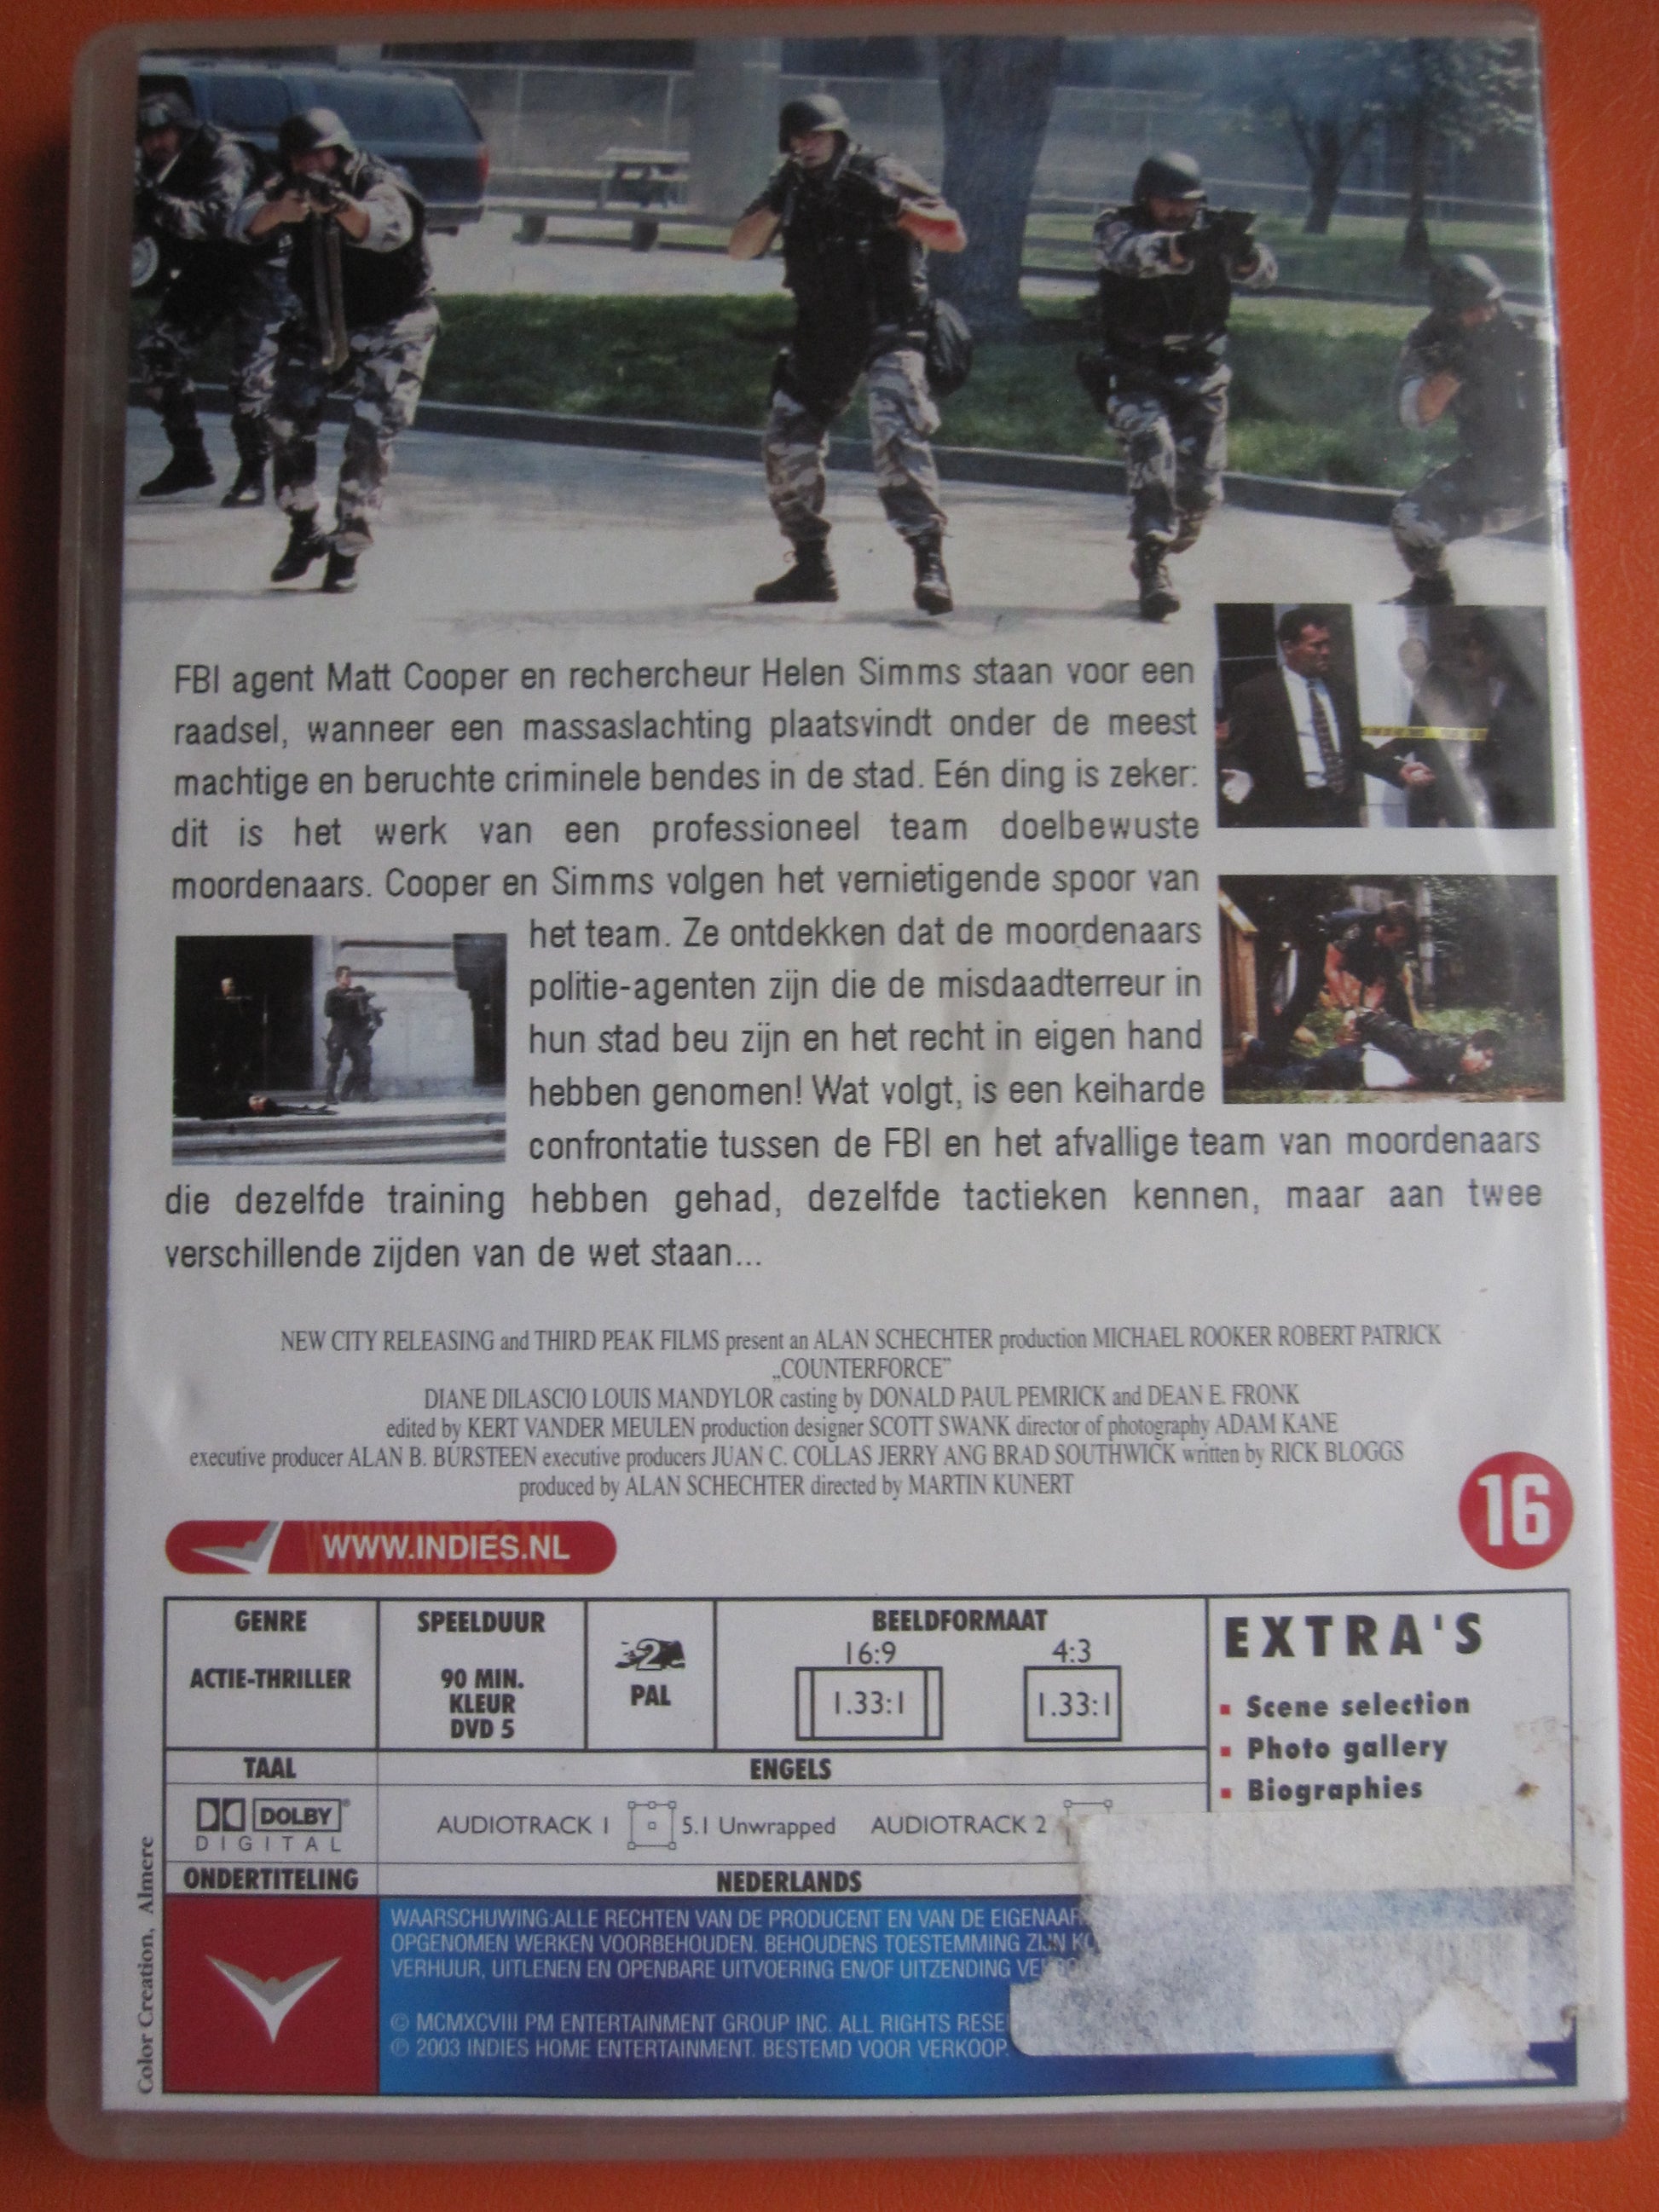 FBI agent Matt Cooper en rechercheur Helen Simms staan voor een
raadsel, wanneer een massaslachting plaatsvindt onder de meest
machtige en beruchte criminele bendes in de stad. Eén ding is zeker:
dit is het werk van een professioneel team doelbewuste
moordenaars. Cooper en Simms volgen het vernietigende spoor van
het team. Ze ontdekken dat de moordenaars
politie-agenten zijn die de misdaadterreur in
hun stad beu zijn en het recht in eigen hand
hebben genomen! Wat volgt, is een keiharde
confrontatie tussen de FBI en het afvallige team van moordenaars
die dezelfde training hebben gehad, dezelfde tactieken kennen, maar aan twee
verschillende zijden van de wet staan...
NEW CITY RELEASING and THIRD PEAK FILMS present an ALAN SCHECHTER production MICHAEL ROOKER ROBERT PATRICK
„COUNTERFORCE”
DIANE DILASCIO LOUIS MANDYLOR casting by DONALD PAUL PEMRICK and DEAN E. FRONK
edited by KERT VANDER MEULEN production designer SCOTT SWANK director of photography ADAM KANE
executive producer ALAN B. BURSTEEN executive producers JUAN C. COLLAS JERRY ANG BRAD SOUTHWICK written by RICK BLOGGS
produced by ALAN SCHECHTER directed by MARTIN KUNERT
16
WWW.INDIES.NL
GENRE
ACTIE-THRILLER
SPEELDUUR
90 MIN.
KLEUR
DVD 5
2
PAL
BEELDFORMAAT
16:9 4:3
1.33:1 1.33:1
EXTRA'S
Scene selection
Photo gallery
Biographies
TAAL
ENGELS
DOLBY
DIGITAL
AUDIOTRACK 1 5.1 Unwrapped AUDIOTRACK 2
ONDERTITELING
NEDERLANDS
WAARSCHUWING:ALLE RECHTEN VAN DE PRODUCENT EN VAN DE
OPGENOMEN WERKEN VOORBEHOUDEN. BEHOUDENS TOESTEMMING ZIJN
VERHUUR, UITLENEN EN OPENBARE UITVOERING EN/OF UITZENDING
© MCMXCVIII PM ENTERTAINMENT GROUP INC. ALL RIGHTS
℗ 2003 INDIES HOME ENTERTAINMENT. BESTEMD VOOR VERKOOP.
Color Creation, Almere